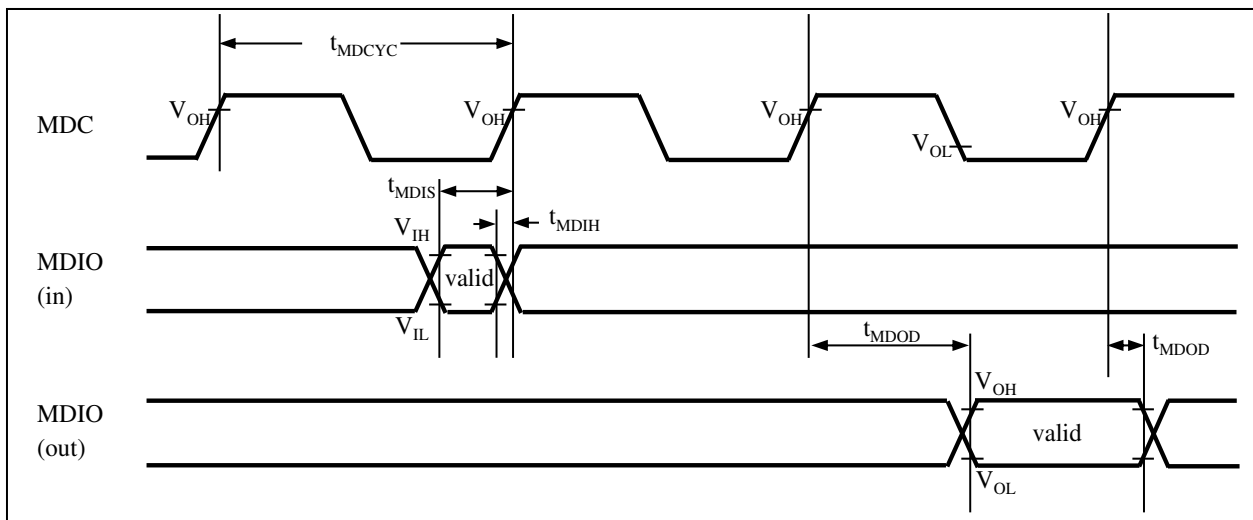 tMDCYC
MDC
VOH
VOH
VOH
VOL
VOH
tMDIS
tMDIH
MDIO
(in)
VIH
valid
VIL
tMDOD
tMDOD
MDIO
(out)
VOH
valid
VOL